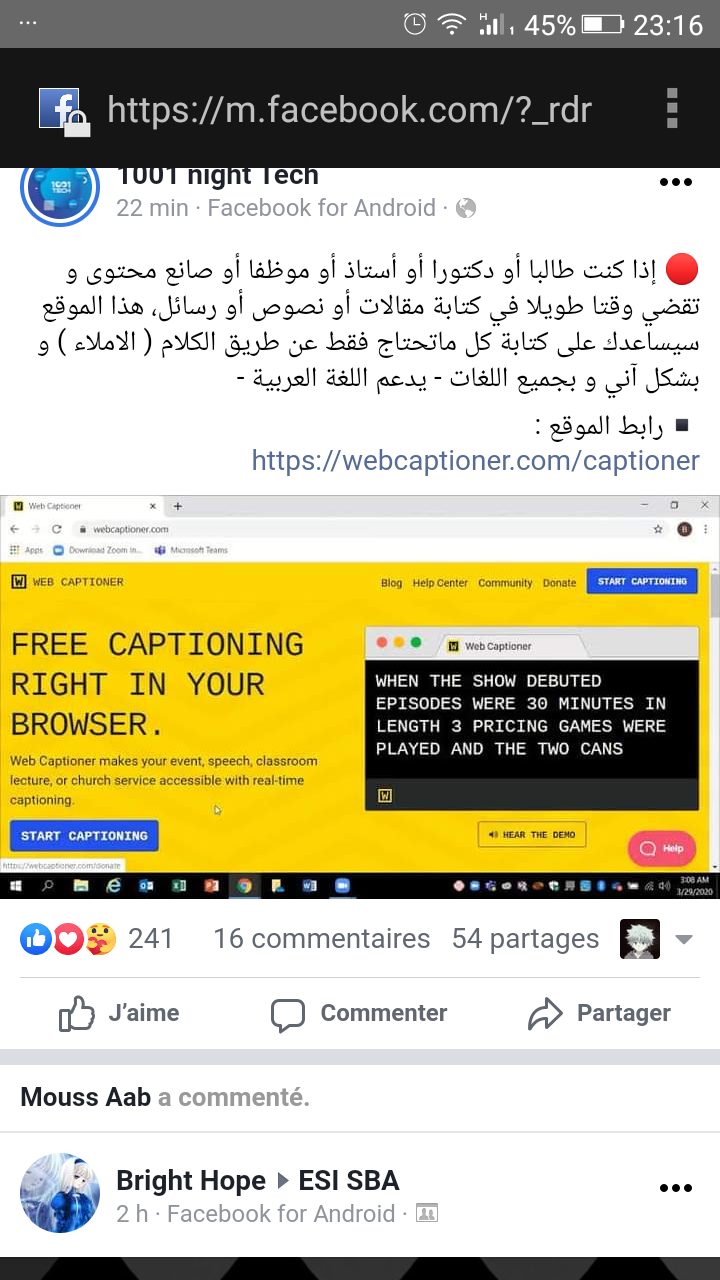 ... 45% 23:16
https://m.facebook.com/?_rdr
1001 night Tech
22 min · Facebook for Android ·
🔴 إذا كنت طالبا أو دكتورا أو أستاذ أو موظفا أو صانع محتوى و
تقضي وقتا طويلا في كتابة مقالات أو نصوص أو رسائل، هذا الموقع
سيساعدك على كتابة كل ماتحتاج فقط عن طريق الكلام ( الاملاء ) و
بشكل آني و بجميع اللغات - يدعم اللغة العربية -
▪ رابط الموقع :
https://webcaptioner.com/captioner
Web Captioner
webcaptioner.com
Apps Download Zoom in... Microsoft Teams
WEB CAPTIONER Blog Help Center Community Donate START CAPTIONING
FREE CAPTIONING
RIGHT IN YOUR
BROWSER.
Web Captioner makes your event, speech, classroom
lecture, or church service accessible with real-time
captioning.
START CAPTIONING
https://webcaptioner.com/donate
Web Captioner
WHEN THE SHOW DEBUTED
EPISODES WERE 30 MINUTES IN
LENGTH 3 PRICING GAMES WERE
PLAYED AND THE TWO CANS
HEAR THE DEMO
Help
3:08 AM
3/29/2020
241 16 commentaires 54 partages
J’aime Commenter Partager
Mouss Aab a commenté.
Bright Hope ▸ ESI SBA
2 h · Facebook for Android ·